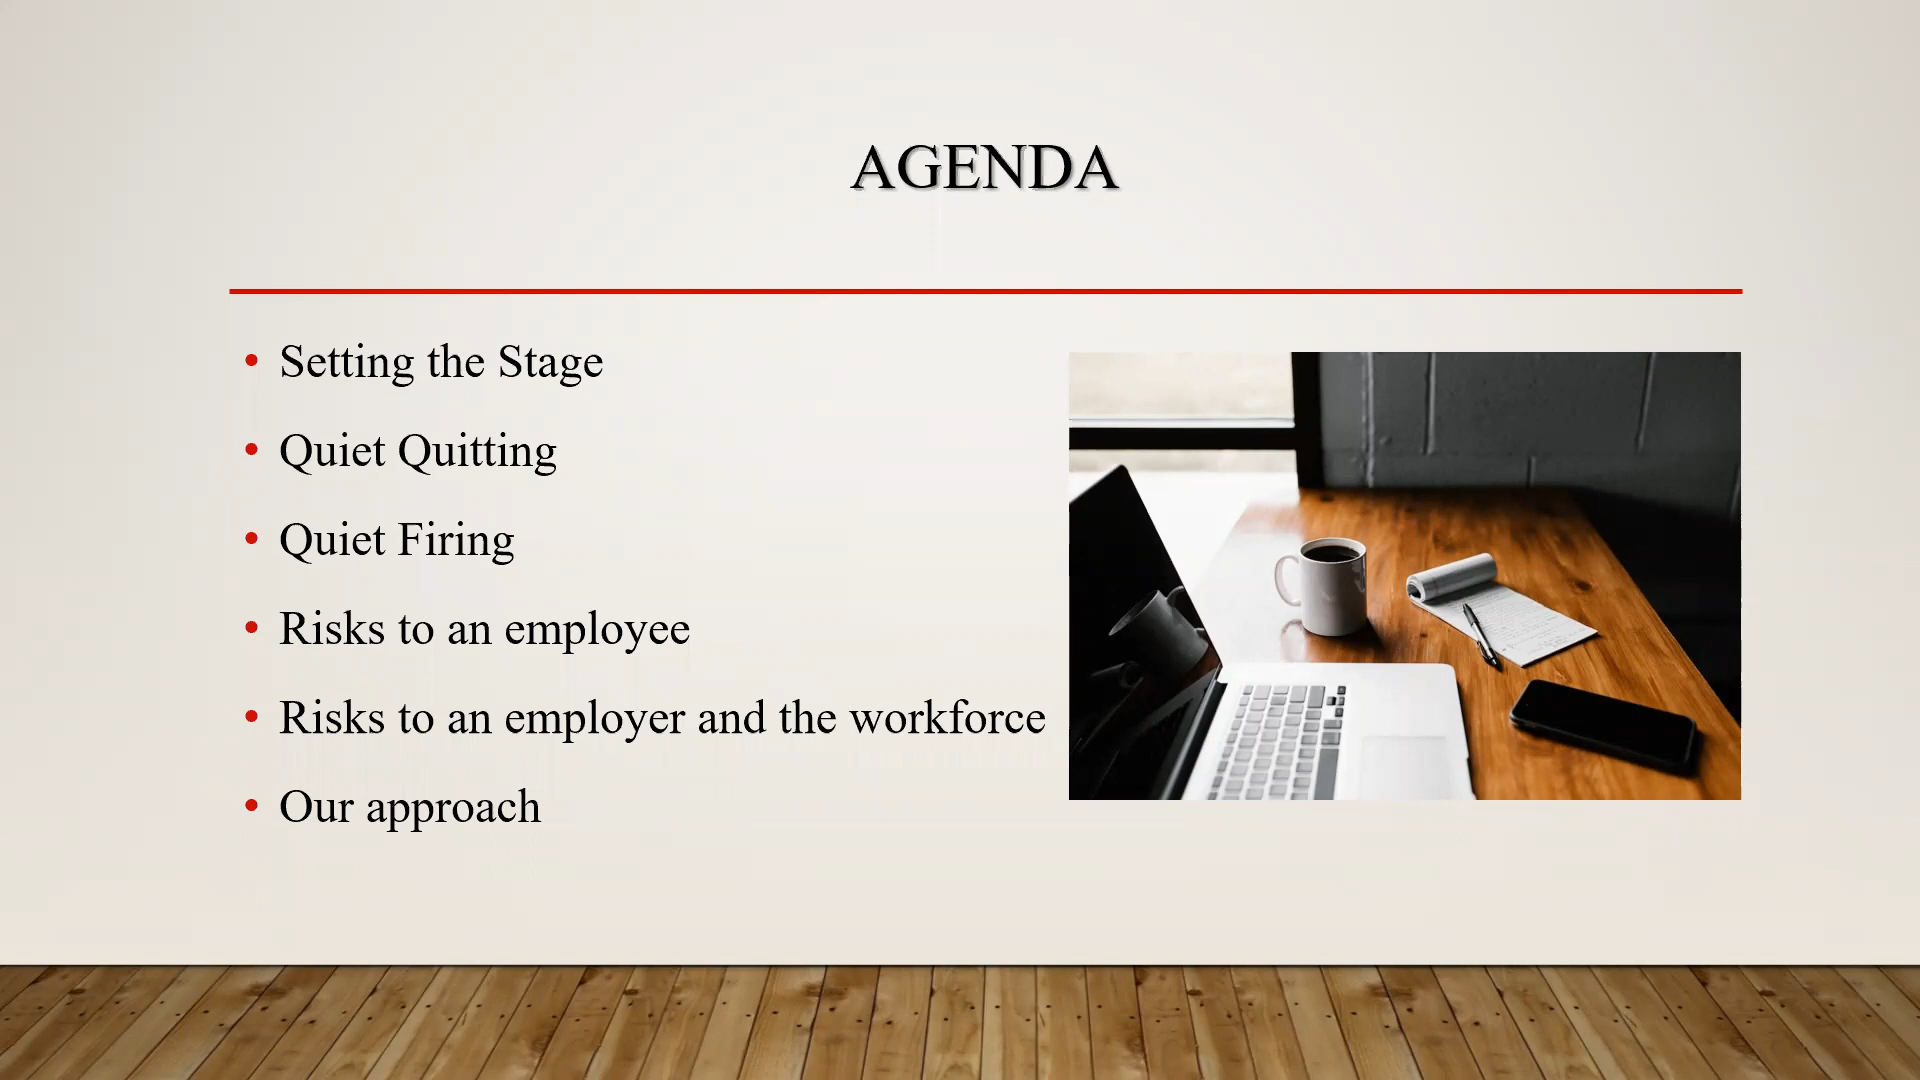 AGENDA
• Setting the Stage
• Quiet Quitting
• Quiet Firing
• Risks to an employee
• Risks to an employer and the workforce
• Our approach